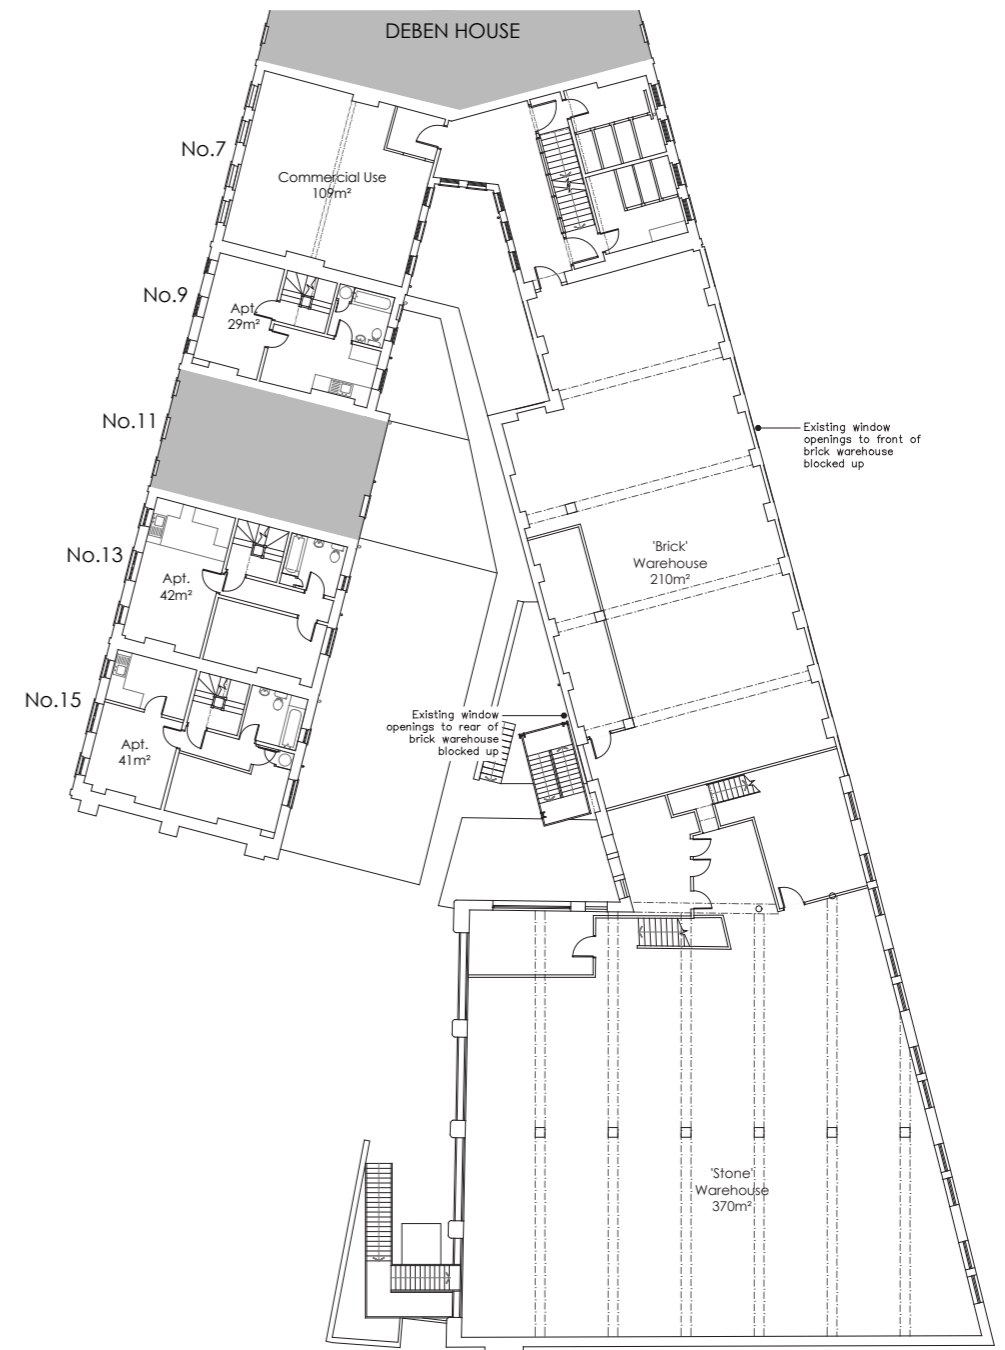 DEBEN HOUSE
No.7
Commercial Use
109m²
No.9
Apt.
29m²
No.11
Existing window
openings to front of
brick warehouse
blocked up
No.13
Apt.
42m²
'Brick'
Warehouse
210m²
No.15
Apt.
41m²
Existing window
openings to rear of
brick warehouse
blocked up
'Stone'
Warehouse
370m²